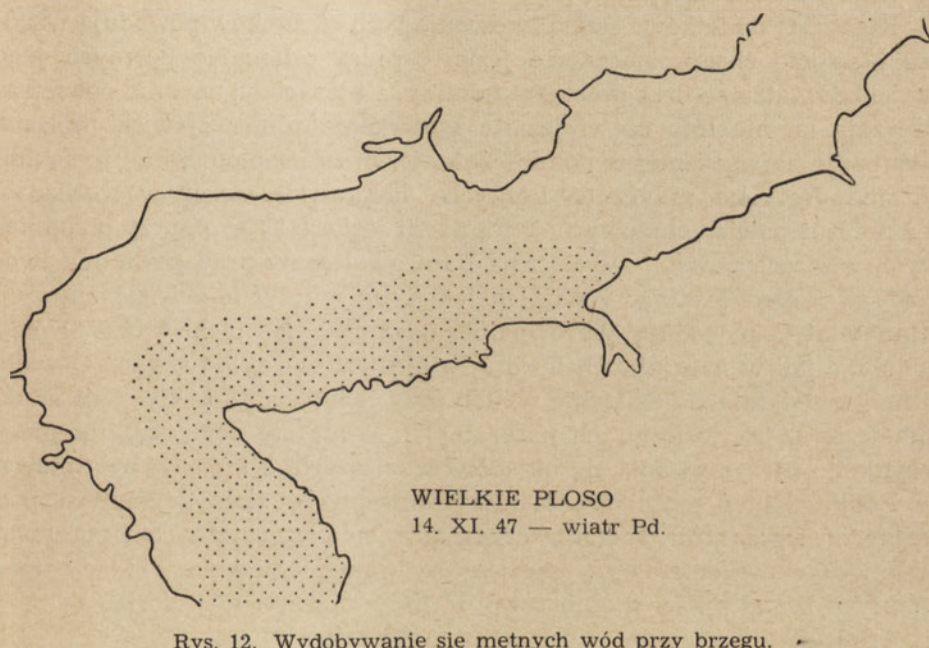 WIELKIE PLOSO
14. XI. 47 — wiatr Pd.
Rys. 12. Wydobywanie się mętnych wód przy brzegu.